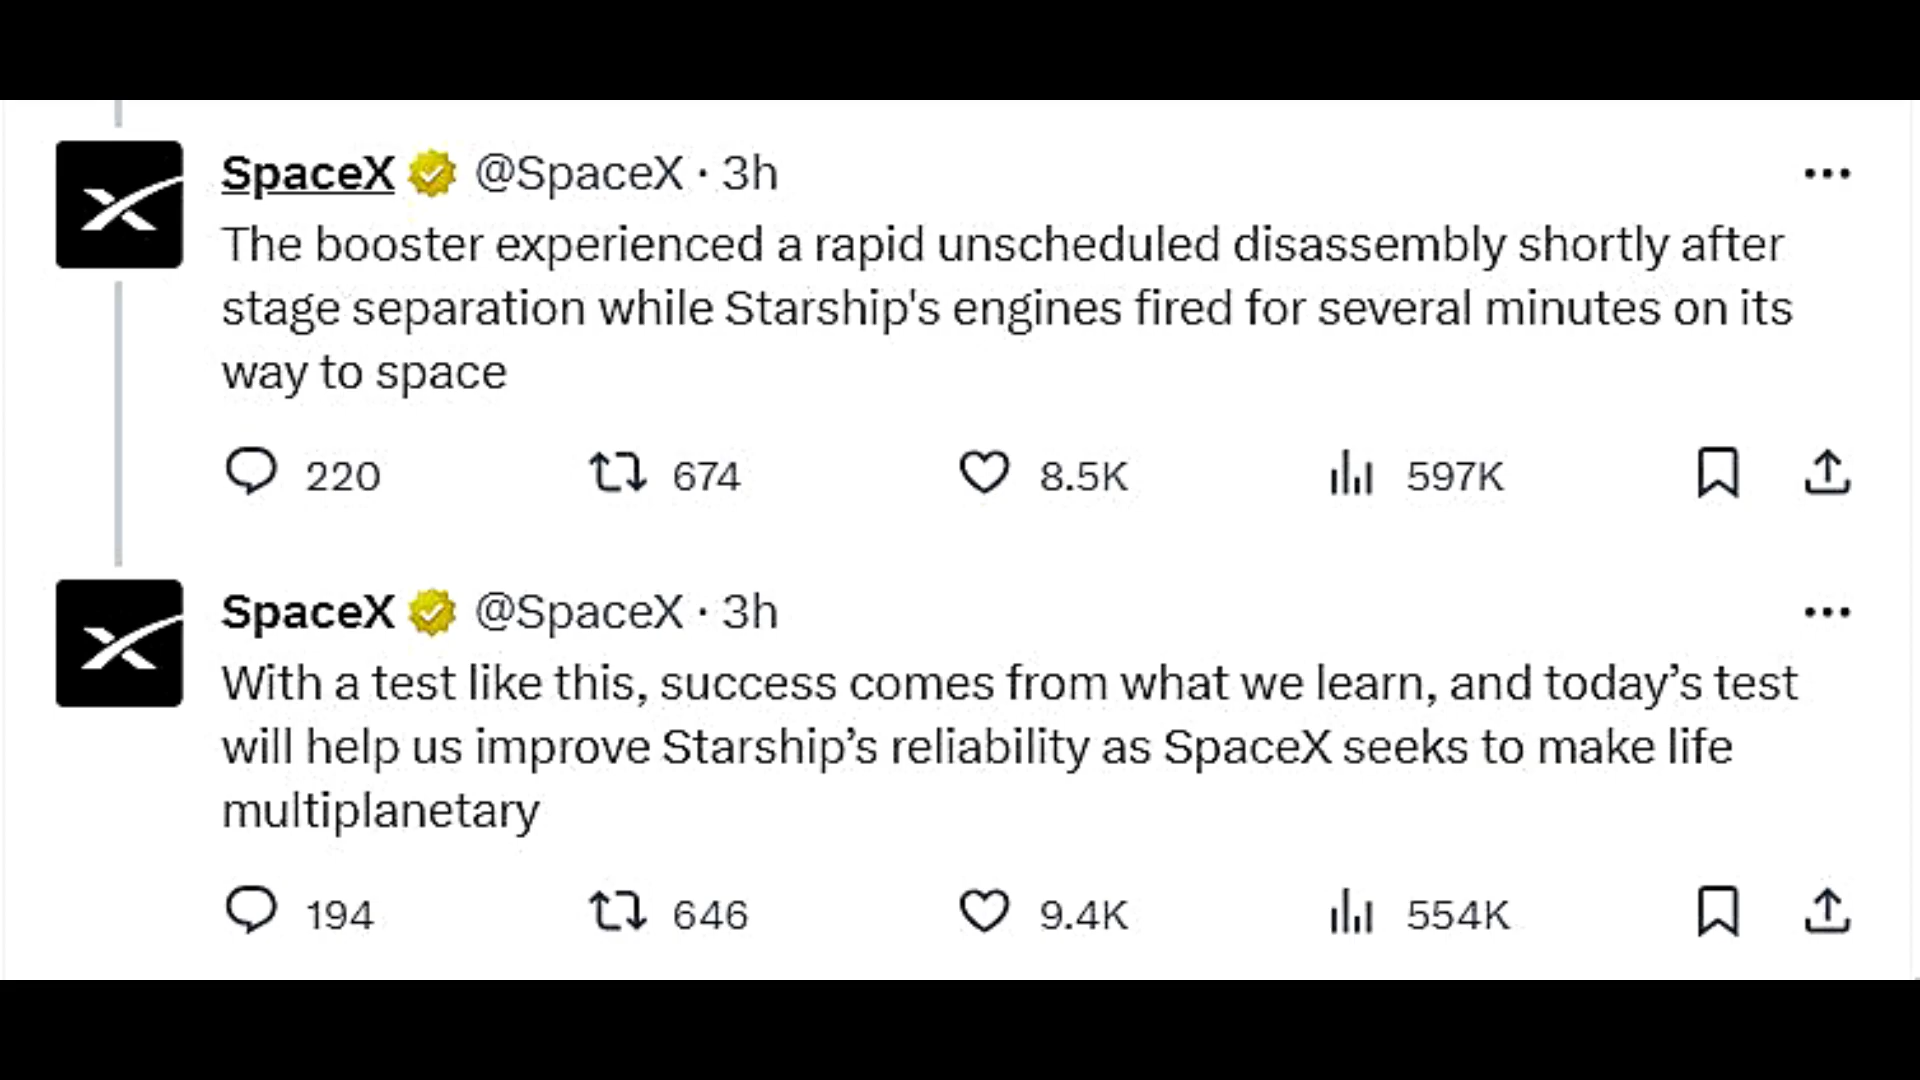 SpaceX @SpaceX · 3h
The booster experienced a rapid unscheduled disassembly shortly after
stage separation while Starship's engines fired for several minutes on its
way to space
220 674 8.5K 597K
SpaceX @SpaceX · 3h
With a test like this, success comes from what we learn, and today’s test
will help us improve Starship’s reliability as SpaceX seeks to make life
multiplanetary
194 646 9.4K 554K